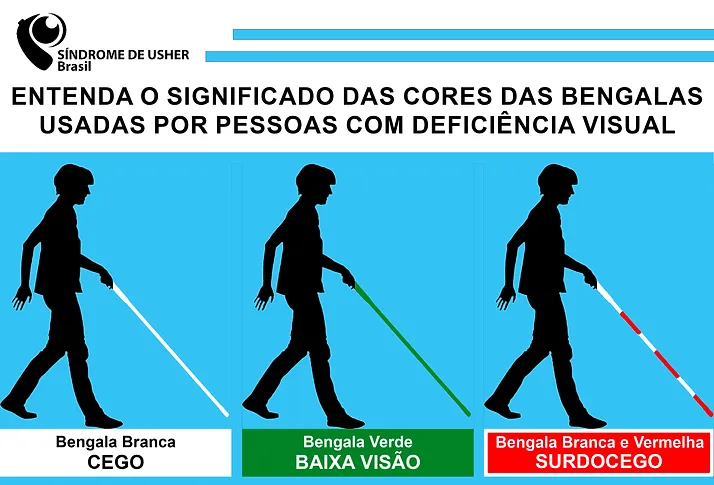 SÍNDROME DE USHER
Brasil
ENTENDA O SIGNIFICADO DAS CORES DAS BENGALAS
USADAS POR PESSOAS COM DEFICIÊNCIA VISUAL
Bengala Branca
CEGO
Bengala Verde
BAIXA VISÃO
Bengala Branca e Vermelha
SURDOCEGO